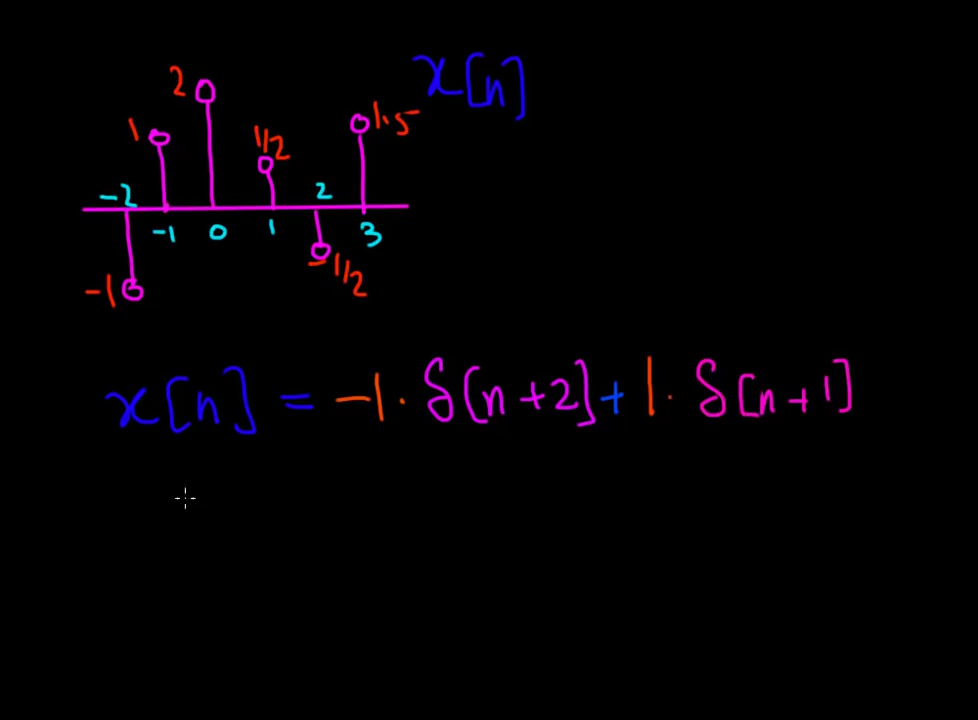 2 x[n]
1 1/2 1.5
-2 2
-1 0 1 3
-1 -1/2
x[n] = -1. δ[n+2] + 1. δ[n+1]